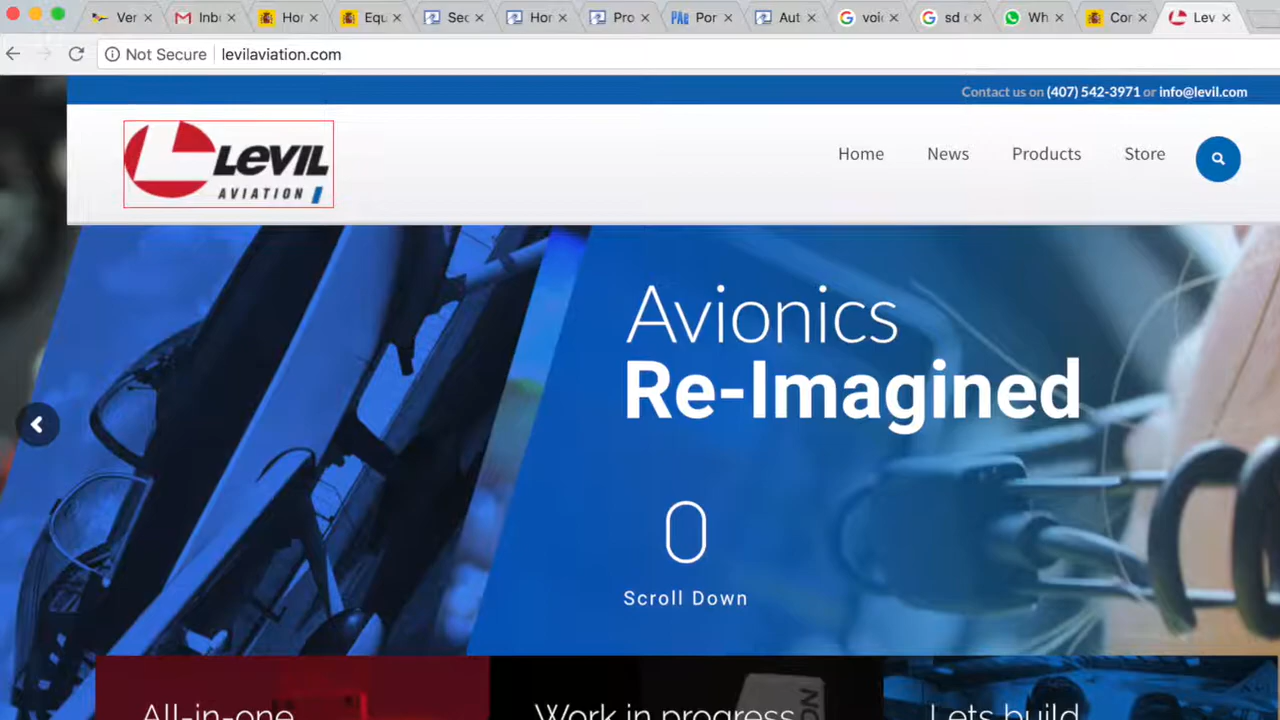 Ver
Inb
Hor
Equ
Sec
Hor
Pro
PAe
Por
Aut
void
sd
Wh
Cor
Lev
Not Secure
levilaviation.com
Contact us on (407) 542-3971 or info@levil.com
LEVIL
AVIATION
Home
News
Products
Store
Avionics
Re-Imagined
Scroll Down
All-in-one
Work in progress
Lets build